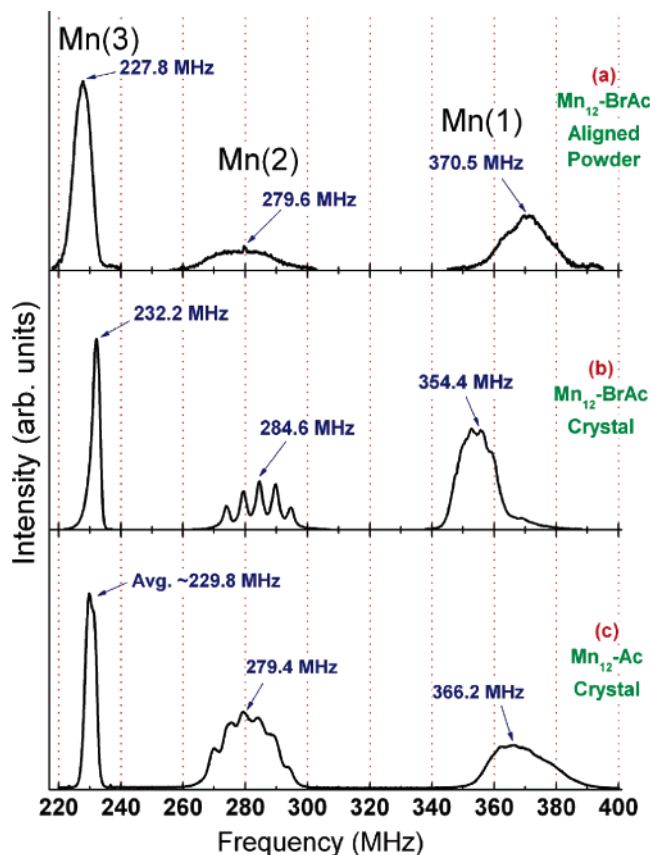 Mn(3)
227.8 MHz
(a)
Mn₁₂-BrAc
Aligned
Powder
Mn(2)
Mn(1)
279.6 MHz
370.5 MHz
232.2 MHz
(b)
Mn₁₂-BrAc
Crystal
354.4 MHz
284.6 MHz
Avg. ~229.8 MHz
(c)
Mn₁₂-Ac
Crystal
279.4 MHz
366.2 MHz
Intensity (arb. units)
220 240 260 280 300 320 340 360 380 400
Frequency (MHz)